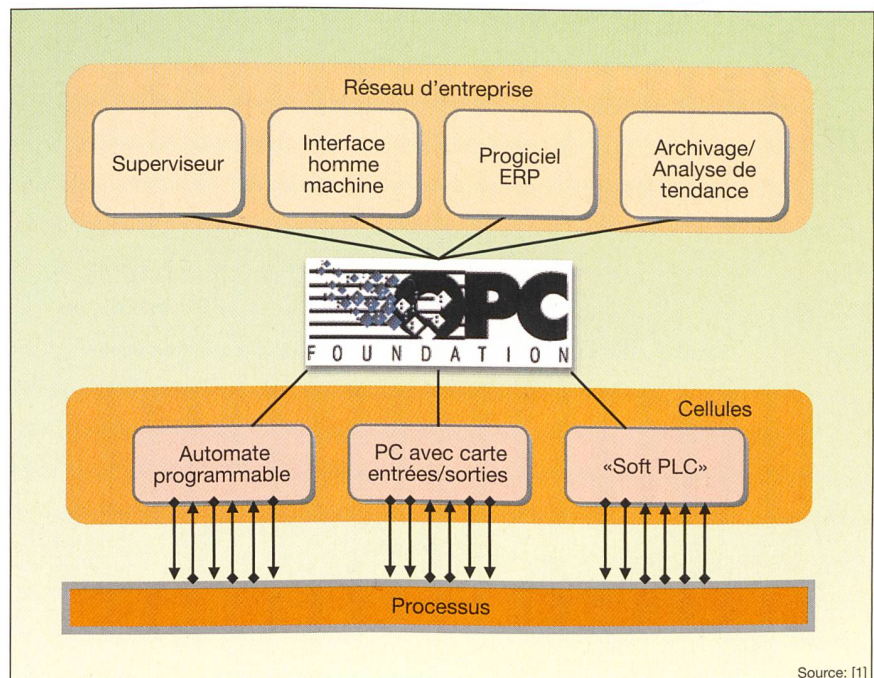 Réseau d'entreprise
Superviseur
Interface
homme
machine
Progiciel
ERP
Archivage/
Analyse de
tendance
OPC
FOUNDATION
Cellules
Automate
programmable
PC avec carte
entrées/sorties
«Soft PLC»
Processus
Source: [1]